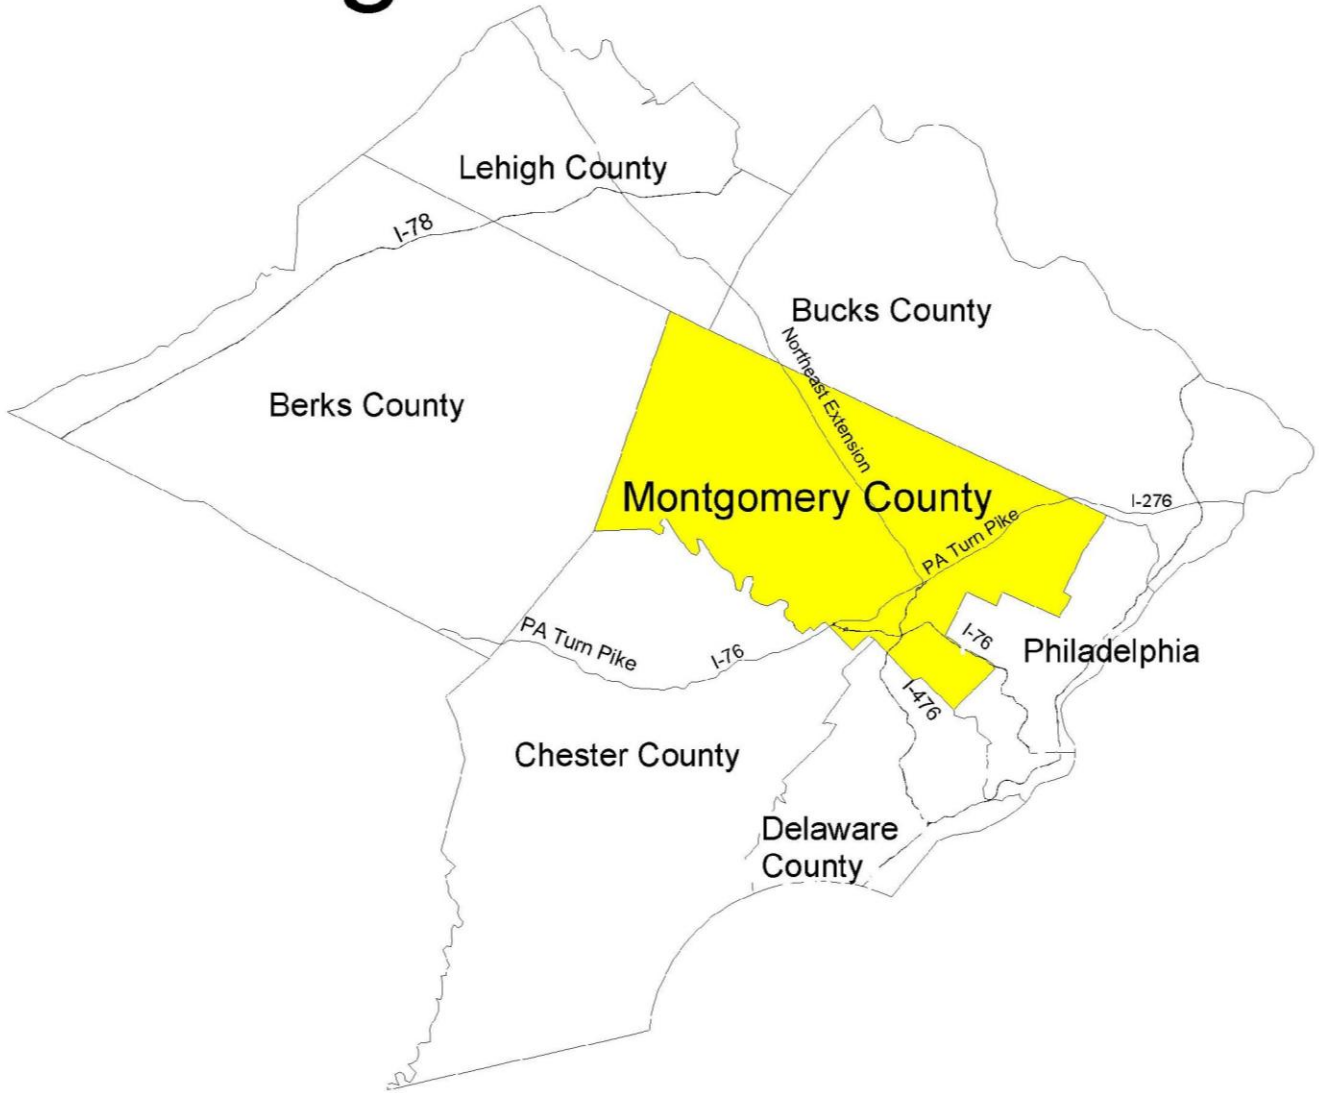 Lehigh County
I-78
Bucks County
Northeast Extension
Berks County
Montgomery County
I-276
PA Turn Pike
PA Turn Pike
I-76
I-76
Philadelphia
I-476
Chester County
Delaware
County